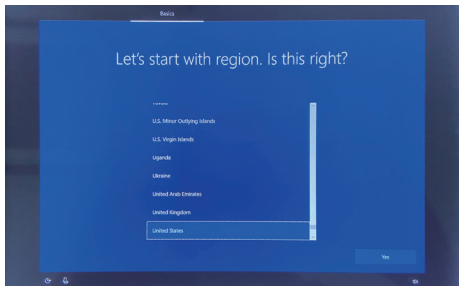 Basics
Let's start with region. Is this right?
U.S. Minor Outlying Islands
U.S. Virgin Islands
Uganda
Ukraine
United Arab Emirates
United Kingdom
United States
Yes